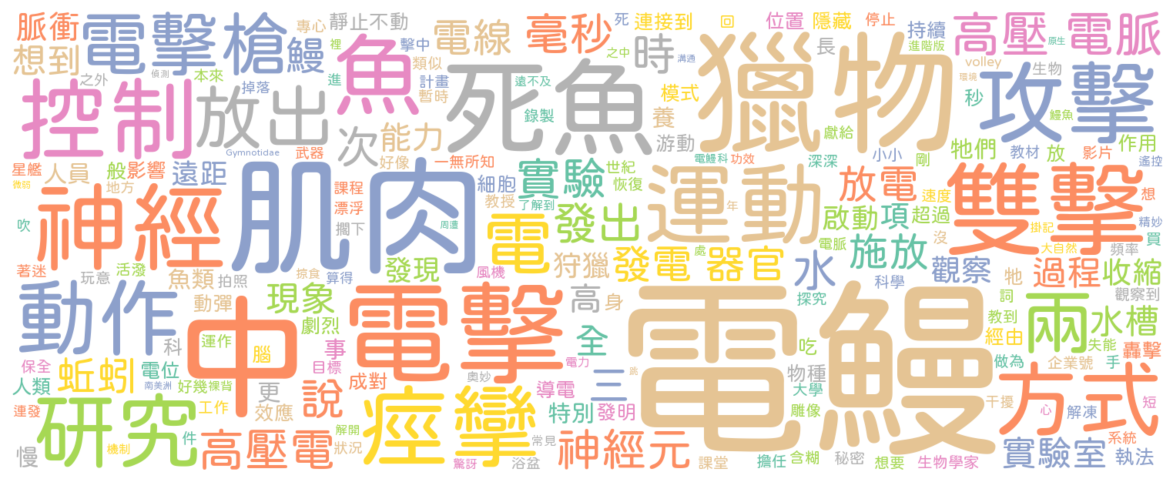 脈衝 電擊槍 專心 靜止不動 電線 毫秒 死 連接到 回 位置 隱藏 停止 持續 高壓 電脈
想到 鰻 魚 擊中 類似 時 之中 溝通 獵物 長 進階版 原生 volley 生物
之外 偵測 本來 裡 進 計畫 暫時 遠不及 死魚 模式 環境 攻擊
控制 掉落 放出 錄製 養 秒 鰻魚
次 能力 游動 獻給 牠們 作用
星艦 人員 Gymnotidae 武器 好像 一無所知 電鰻科 功效 深深 小小 剛 教材 放 影片 遙控
微弱 地方 般 影響 遠距 細胞 實驗 世紀 恢復 運動 放電 速度 雙擊 想
神經 課程 肌肉 教授 了解到 年 啟動 項 超過 精妙
吹 漂浮 周遭 電 發出 處 電脈 施放 沒 掛記 大自然 頻率 買
著迷 玩意 活潑 魚類 擱下 拍照 掠食 算得 發現 風機 狩獵 發電 器官 水 探究 科學 觀察 牠 過程 收縮 觀察到
動作 動彈 現象 劇烈 高 身 詞 教到 經由 兩 水槽
中 科 運作 腦 事 目標 電擊 電力 奧妙 全 吃 電鰻 失能
保全 人類 蚯蚓 電位 南美洲 好幾 裸背 更 成對 三 導電 物種 大學 做為 企業號 手 轟擊
連發 研究 工作 效應 說 痙攣 特別 發明 雕像 干擾 方式 心 解凍 短
慢 機制 件 高壓電 解開 狀況 驚訝 常見 浴盆 神經元 課堂 擔任 含糊 秘密 想要 生物學家 實驗室 系統 執法